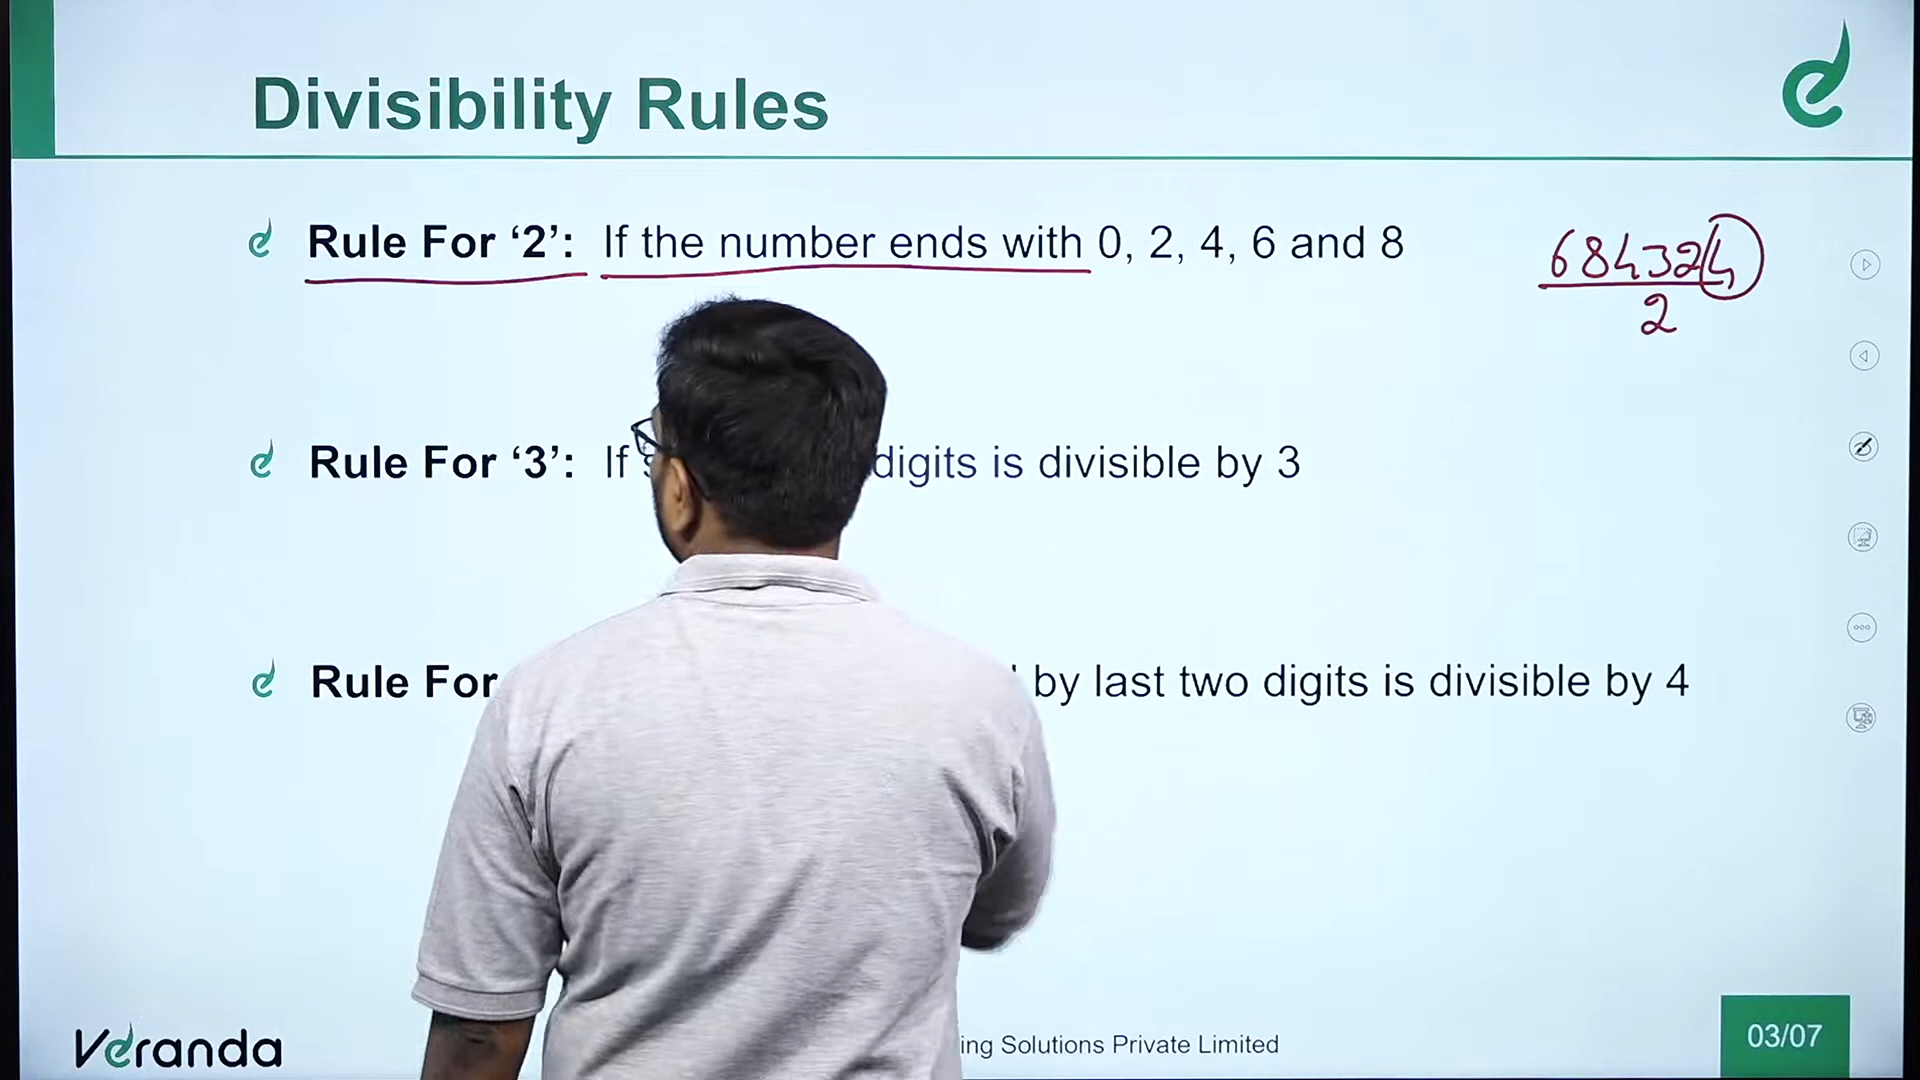 Divisibility Rules
Rule For ‘2’: If the number ends with 0, 2, 4, 6 and 8
684324
2
Rule For ‘3’: If digits is divisible by 3
Rule For by last two digits is divisible by 4
Veranda
Solutions Private Limited
03/07